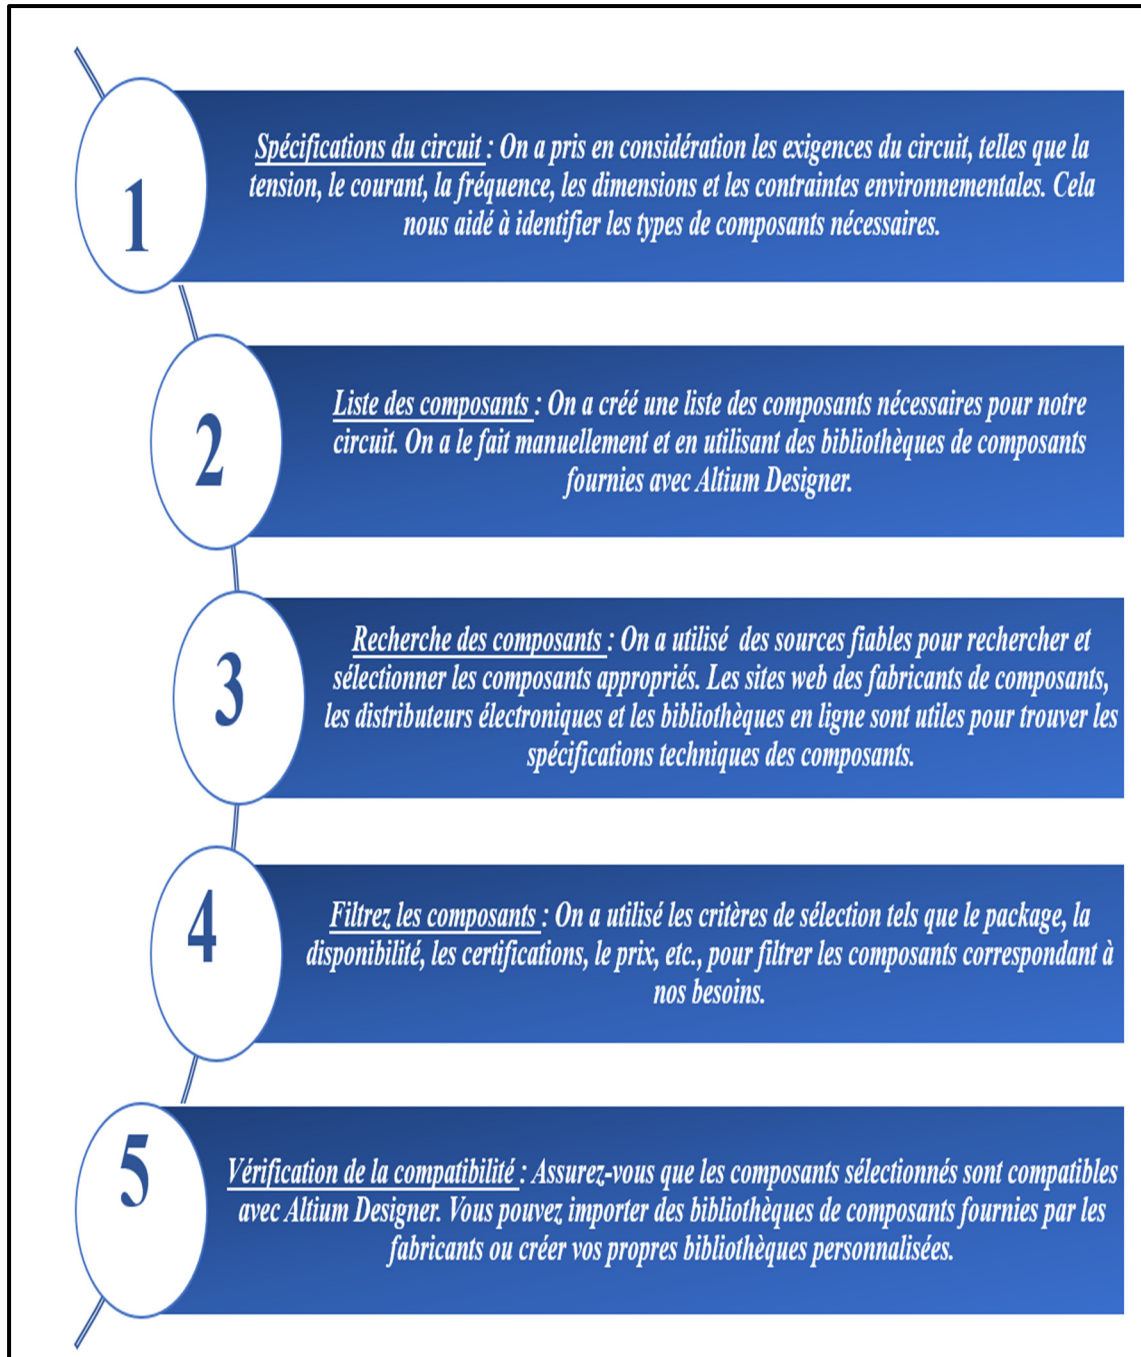 1
Spécifications du circuit : On a pris en considération les exigences du circuit, telles que la
tension, le courant, la fréquence, les dimensions et les contraintes environnementales. Cela
nous aidé à identifier les types de composants nécessaires.
2
Liste des composants : On a créé une liste des composants nécessaires pour notre
circuit. On a le fait manuellement et en utilisant des bibliothèques de composants
fournies avec Altium Designer.
3
Recherche des composants : On a utilisé des sources fiables pour rechercher et
sélectionner les composants appropriés. Les sites web des fabricants de composants,
les distributeurs électroniques et les bibliothèques en ligne sont utiles pour trouver les
spécifications techniques des composants.
4
Filtrez les composants : On a utilisé les critères de sélection tels que le package, la
disponibilité, les certifications, le prix, etc., pour filtrer les composants correspondant à
nos besoins.
5
Vérification de la compatibilité : Assurez-vous que les composants sélectionnés sont compatibles
avec Altium Designer. Vous pouvez importer des bibliothèques de composants fournies par les
fabricants ou créer vos propres bibliothèques personnalisées.